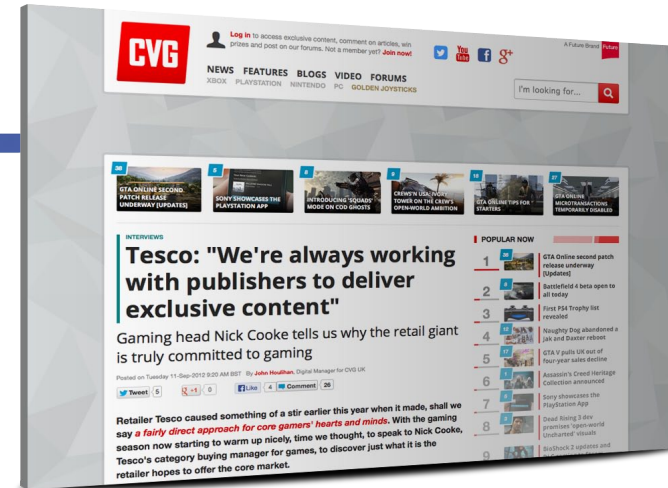 CVG
Log in to access exclusive content, comment on articles, win
prizes and post on our forums. Not a member yet? Join now!
You
Tube
f
g+
A Future Brand
Future
NEWS FEATURES BLOGS VIDEO FORUMS
XBOX PLAYSTATION NINTENDO PC GOLDEN JOYSTICKS
I'm looking for...
GTA ONLINE SECOND
PATCH RELEASE
UNDERWAY [UPDATES]
SONY SHOWCASES THE
PLAYSTATION APP
INTRODUCING 'SQUADS'
MODE ON COD GHOSTS
CREW'N USA: IVORY
TOWER ON THE CREW'S
OPEN-WORLD AMBITION
GTA ONLINE TIPS FOR
STARTERS
GTA ONLINE
MICROTRANSACTIONS
TEMPORARILY DISABLED
INTERVIEWS
Tesco: "We're always working
with publishers to deliver
exclusive content"
Gaming head Nick Cooke tells us why the retail giant
is truly committed to gaming
Posted on Tuesday 11-Sep-2012 9:20 AM BST By John Houlihan, Digital Manager for CVG UK
Tweet 5
+1 0
Like 4
Comment 26
Retailer Tesco caused something of a stir earlier this year when it made, shall we
say a fairly direct approach for core gamers' hearts and minds. With the gaming
season now starting to warm up nicely, time we thought, to speak to Nick Cooke,
Tesco's category buying manager for games, to discover just what it is the
retailer hopes to offer the core market.
POPULAR NOW
1
GTA Online second patch
release underway
[Updates]
2
Battlefield 4 beta open to
all today
3
First PS4 Trophy list
revealed
4
Naughty Dog abandoned a
Jak and Daxter reboot
5
GTA V pulls UK out of
four-year sales decline
6
Assassin's Creed Heritage
Collection announced
7
Sony showcases the
PlayStation App
8
Dead Rising 3 dev
promises 'open-world
Uncharted' visuals
9
BioShock 2 updates and